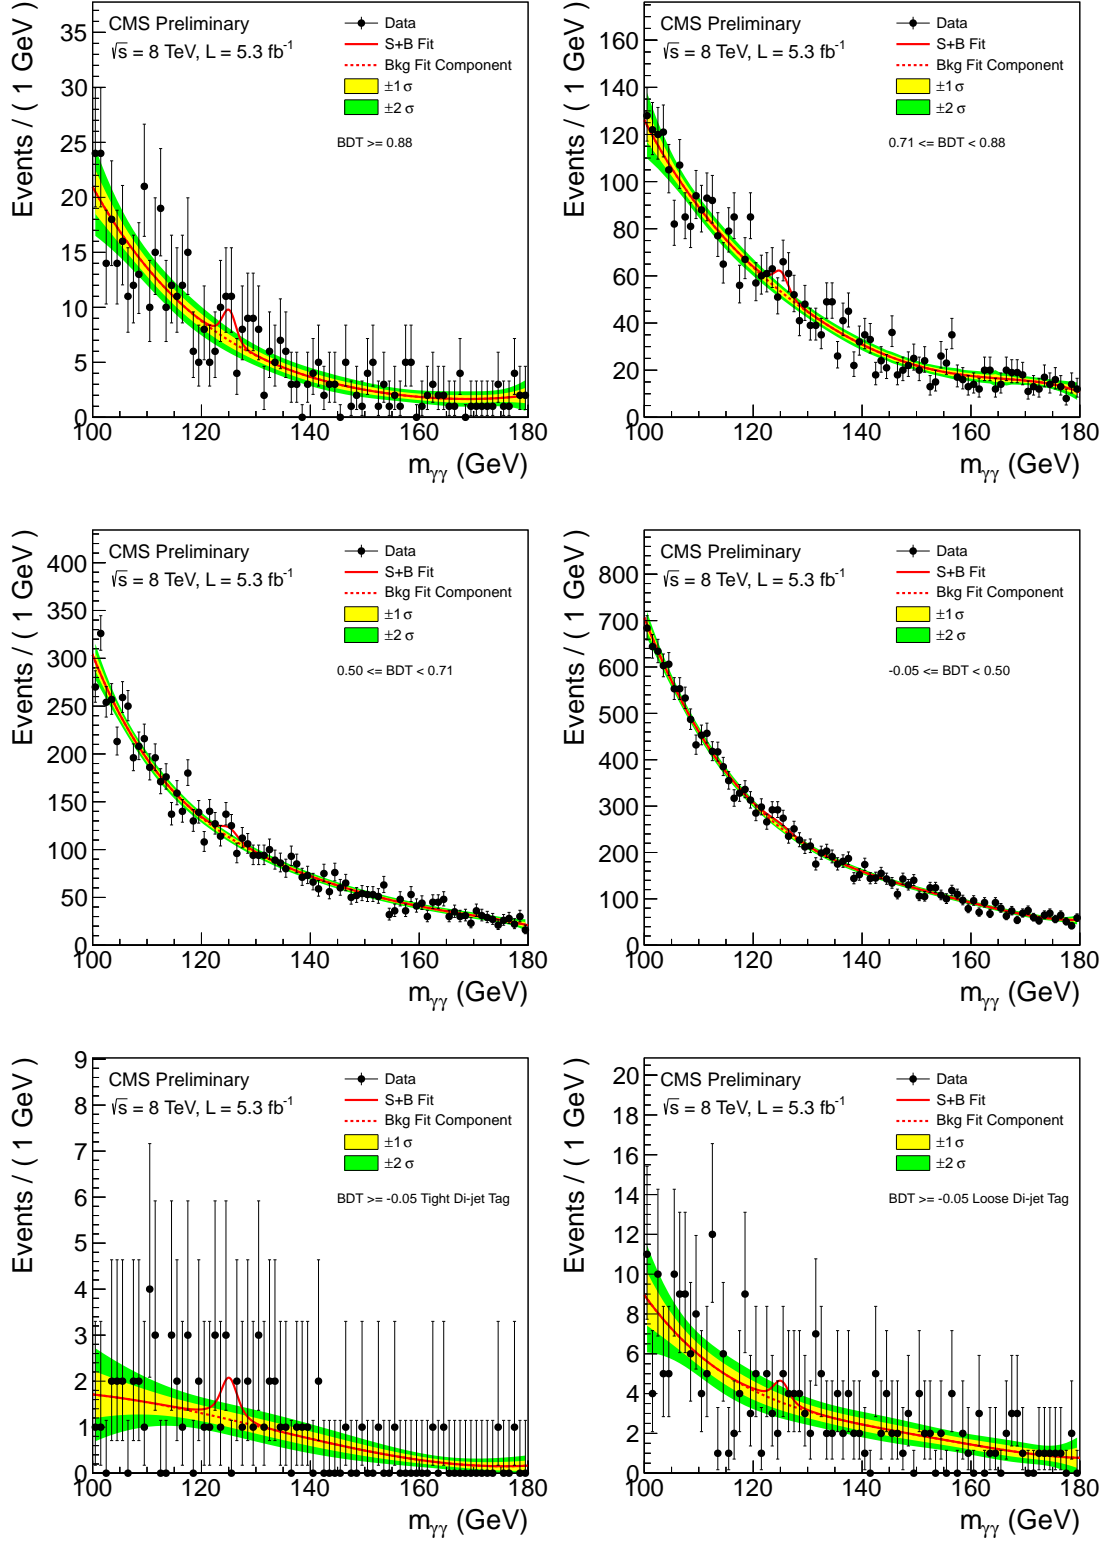 CMS Preliminary
√s = 8 TeV, L = 5.3 fb⁻¹
Data
S+B Fit
Bkg Fit Component
±1 σ
±2 σ
BDT >= 0.88
Events / ( 1 GeV )
35
30
25
20
15
10
5
0
100 120 140 160 180
mγγ (GeV)
CMS Preliminary
√s = 8 TeV, L = 5.3 fb⁻¹
Data
S+B Fit
Bkg Fit Component
±1 σ
±2 σ
0.71 <= BDT < 0.88
Events / ( 1 GeV )
160
140
120
100
80
60
40
20
0
100 120 140 160 180
mγγ (GeV)
CMS Preliminary
√s = 8 TeV, L = 5.3 fb⁻¹
Data
S+B Fit
Bkg Fit Component
±1 σ
±2 σ
0.50 <= BDT < 0.71
Events / ( 1 GeV )
400
350
300
250
200
150
100
50
0
100 120 140 160 180
mγγ (GeV)
CMS Preliminary
√s = 8 TeV, L = 5.3 fb⁻¹
Data
S+B Fit
Bkg Fit Component
±1 σ
±2 σ
-0.05 <= BDT < 0.50
Events / ( 1 GeV )
800
700
600
500
400
300
200
100
0
100 120 140 160 180
mγγ (GeV)
CMS Preliminary
√s = 8 TeV, L = 5.3 fb⁻¹
Data
S+B Fit
Bkg Fit Component
±1 σ
±2 σ
BDT >= -0.05 Tight Di-jet Tag
Events / ( 1 GeV )
9
8
7
6
5
4
3
2
1
0
100 120 140 160 180
mγγ (GeV)
CMS Preliminary
√s = 8 TeV, L = 5.3 fb⁻¹
Data
S+B Fit
Bkg Fit Component
±1 σ
±2 σ
BDT >= -0.05 Loose Di-jet Tag
Events / ( 1 GeV )
20
18
16
14
12
10
8
6
4
2
0
100 120 140 160 180
mγγ (GeV)